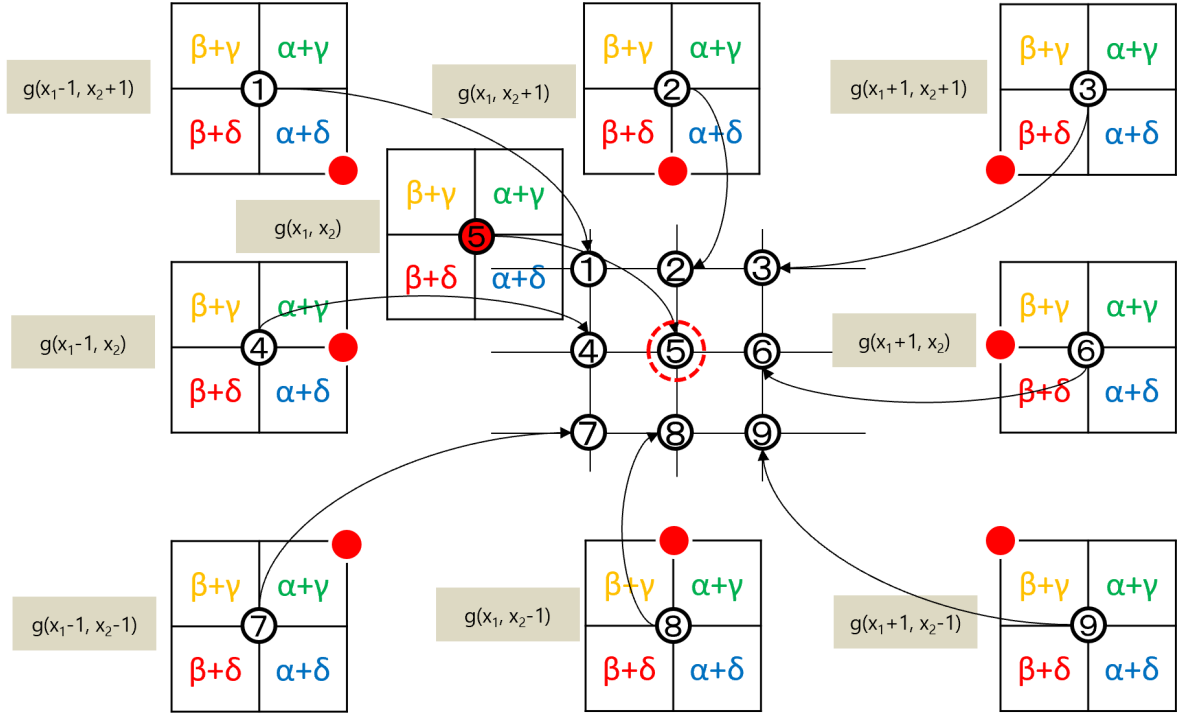 β+γ α+γ
g(x₁-1, x₂+1) ①
β+δ α+δ
β+γ α+γ
g(x₁, x₂+1) ②
β+δ α+δ
β+γ α+γ
g(x₁+1, x₂+1) ③
β+δ α+δ
β+γ α+γ
g(x₁, x₂) ⑤
β+δ α+δ
① ② ③
④ ⑤ ⑥
⑦ ⑧ ⑨
β+γ α+γ
g(x₁-1, x₂) ④
β+δ α+δ
β+γ α+γ
g(x₁+1, x₂) ⑥
β+δ α+δ
β+γ α+γ
g(x₁-1, x₂-1) ⑦
β+δ α+δ
β+γ α+γ
g(x₁, x₂-1) ⑧
β+δ α+δ
β+γ α+γ
g(x₁+1, x₂-1) ⑨
β+δ α+δ